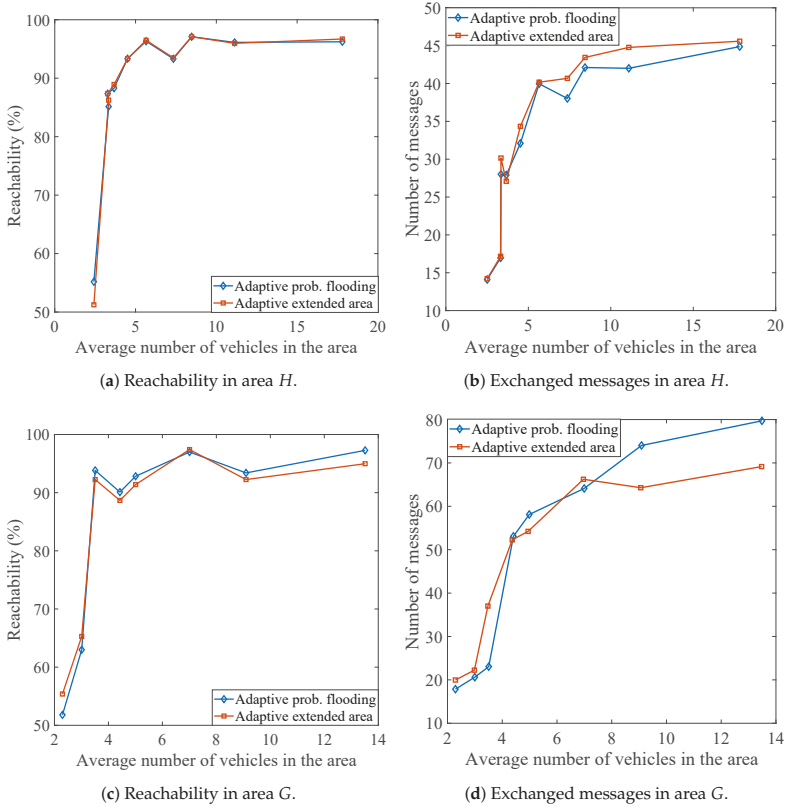 100
90
80
70
60
50
0
5
10
15
20
Reachability (%)
Average number of vehicles in the area
Adaptive prob. flooding
Adaptive extended area
(a) Reachability in area H.
50
45
40
35
30
25
20
15
10
0
5
10
15
20
Number of messages
Average number of vehicles in the area
Adaptive prob. flooding
Adaptive extended area
(b) Exchanged messages in area H.
100
90
80
70
60
50
2
4
6
8
10
12
14
Reachability (%)
Average number of vehicles in the area
Adaptive prob. flooding
Adaptive extended area
(c) Reachability in area G.
80
70
60
50
40
30
20
10
2
4
6
8
10
12
14
Number of messages
Average number of vehicles in the area
Adaptive prob. flooding
Adaptive extended area
(d) Exchanged messages in area G.